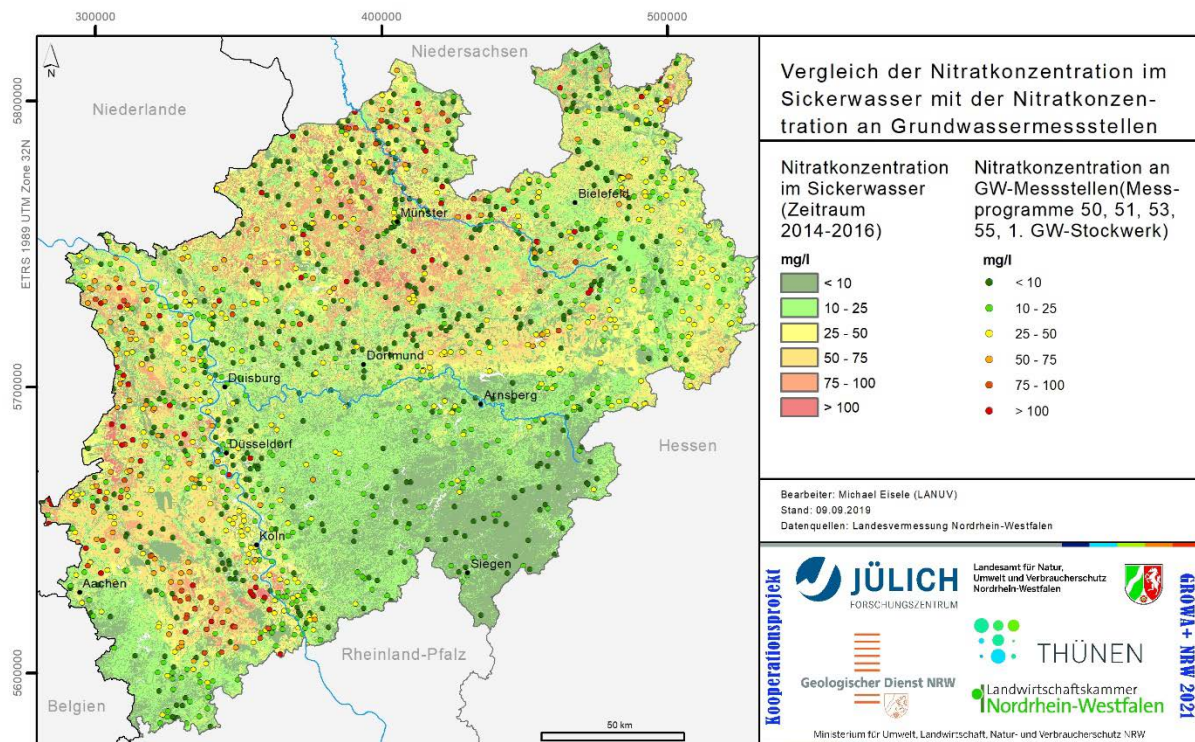 300000
400000
500000
5800000
5700000
5600000
ETRS 1989 UTM Zone 32N
N
Niedersachsen
Niederlande
Bielefeld
Münster
Dortmund
Duisburg
Arnsberg
Düsseldorf
Hessen
Köln
Siegen
Aachen
Rheinland-Pfalz
Belgien
50 km
Vergleich der Nitratkonzentration im
Sickerwasser mit der Nitratkonzen-
tration an Grundwassermessstellen
Nitratkonzentration
im Sickerwasser
(Zeitraum
2014-2016)
mg/l
< 10
10 - 25
25 - 50
50 - 75
75 - 100
> 100
Nitratkonzentration an
GW-Messstellen(Mess-
programme 50, 51, 53,
55, 1. GW-Stockwerk)
mg/l
< 10
10 - 25
25 - 50
50 - 75
75 - 100
> 100
Bearbeiter: Michael Eisele (LANUV)
Stand: 09.09.2019
Datenquellen: Landesvermessung Nordrhein-Westfalen
Kooperationsprojekt
JÜLICH
FORSCHUNGSZENTRUM
Landesamt für Natur,
Umwelt und Verbraucherschutz
Nordrhein-Westfalen
Geologischer Dienst NRW
THÜNEN
Landwirtschaftskammer
Nordrhein-Westfalen
GROWA+ NRW 2021
Ministerium für Umwelt, Landwirtschaft, Natur- und Verbraucherschutz NRW